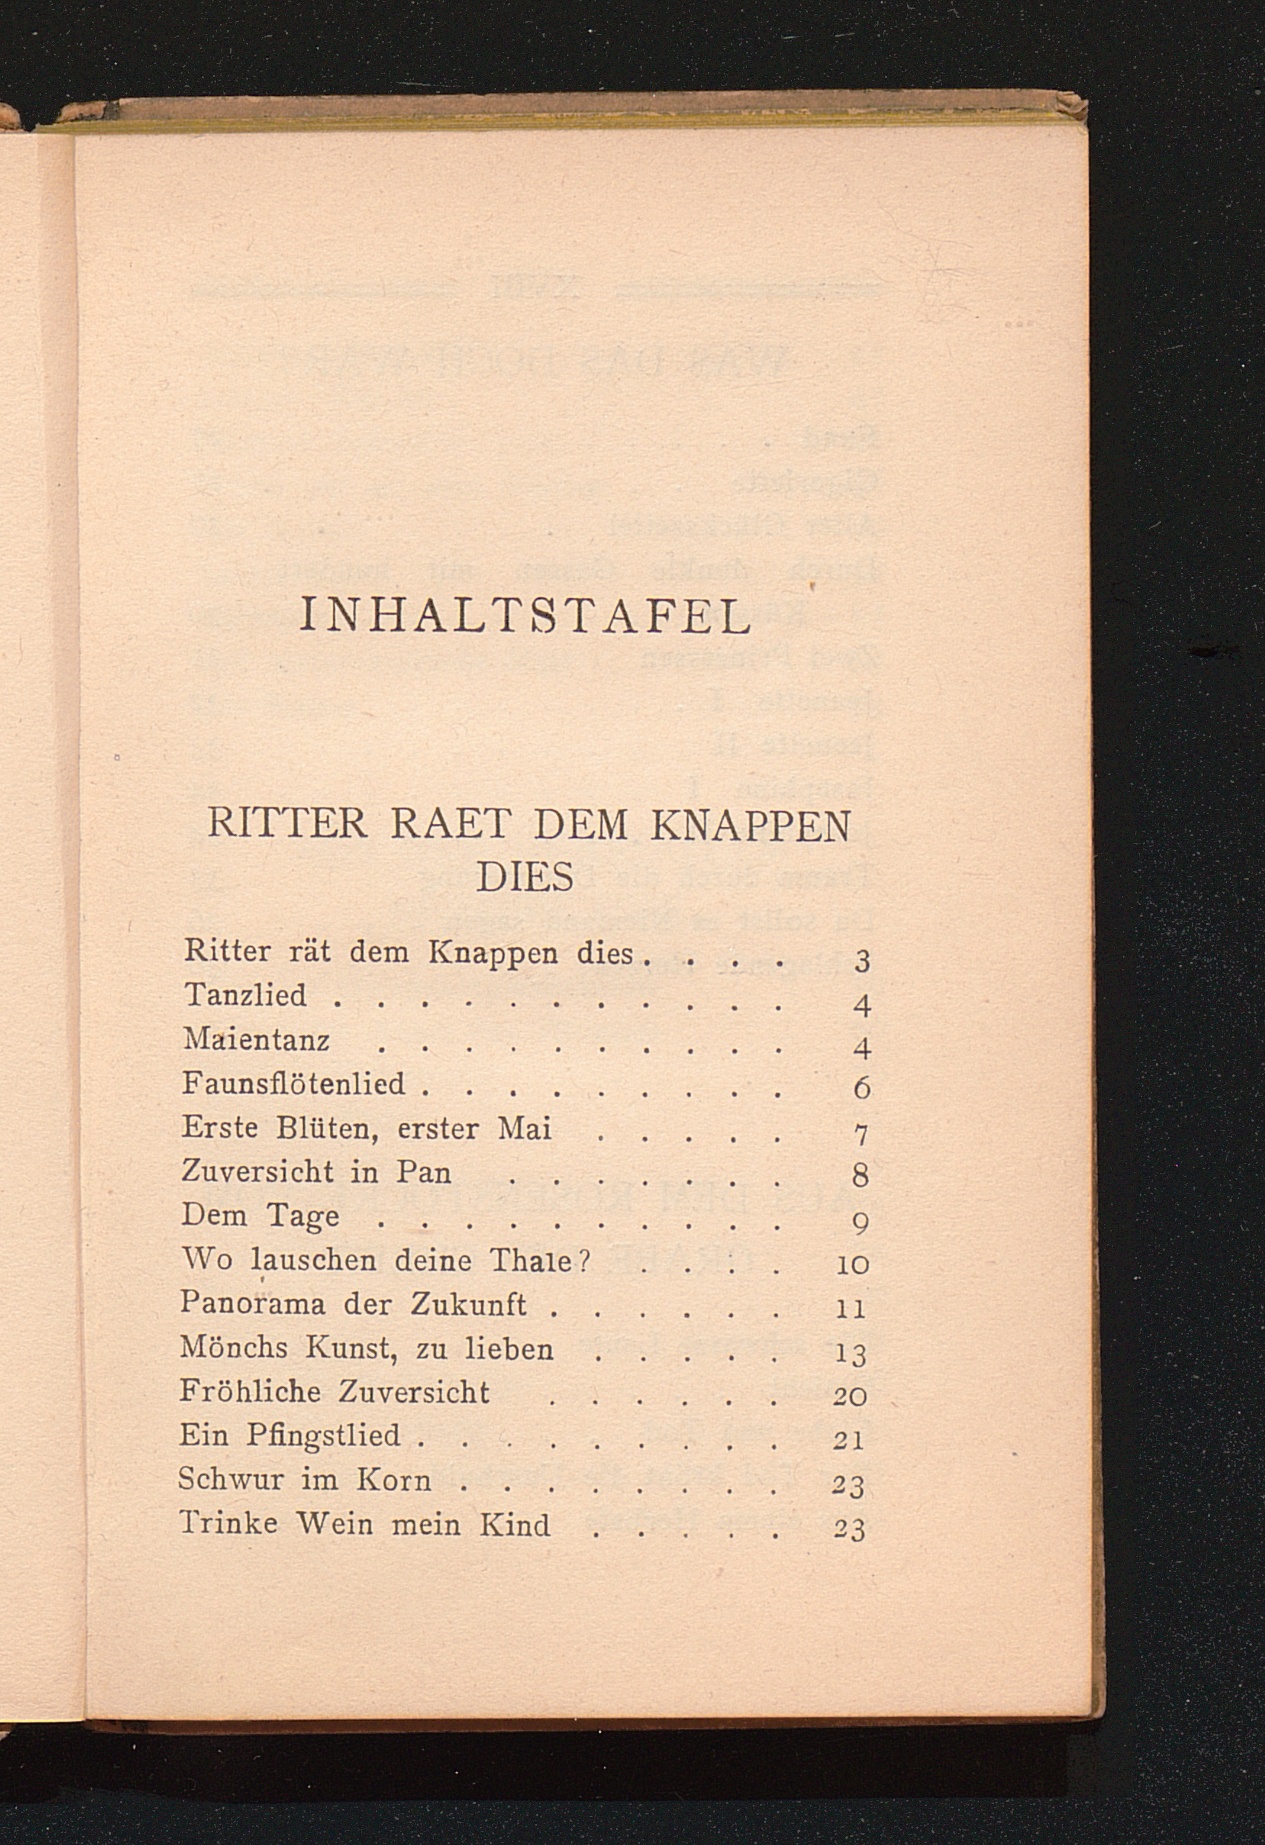 INHALTSTAFEL
RITTER RAET DEM KNAPPEN
DIES
Ritter rät dem Knappen dies. . . . 3
Tanzlied . . . . . . . . . . . 4
Maientanz . . . . . . . . . . 4
Faunsflötenlied . . . . . . . . . 6
Erste Blüten, erster Mai . . . . . 7
Zuversicht in Pan . . . . . . . 8
Dem Tage . . . . . . . . . . 9
Wo lauschen deine Thale? . . . . 10
Panorama der Zukunft . . . . . . 11
Mönchs Kunst, zu lieben . . . . . 13
Fröhliche Zuversicht . . . . . . 20
Ein Pfingstlied . . . . . . . . . 21
Schwur im Korn . . . . . . . . 23
Trinke Wein mein Kind . . . . . 23